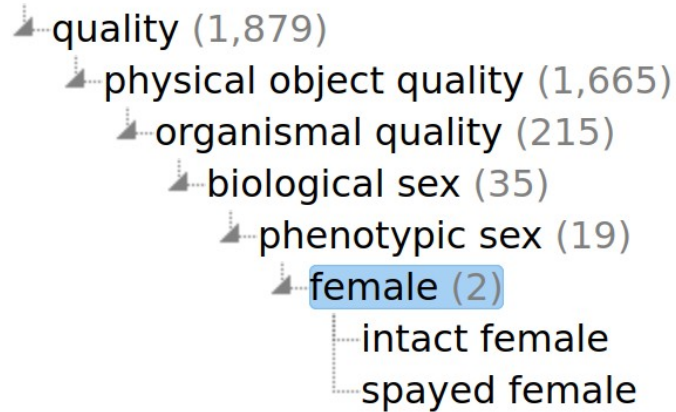 quality (1,879)
physical object quality (1,665)
organismal quality (215)
biological sex (35)
phenotypic sex (19)
female (2)
intact female
spayed female